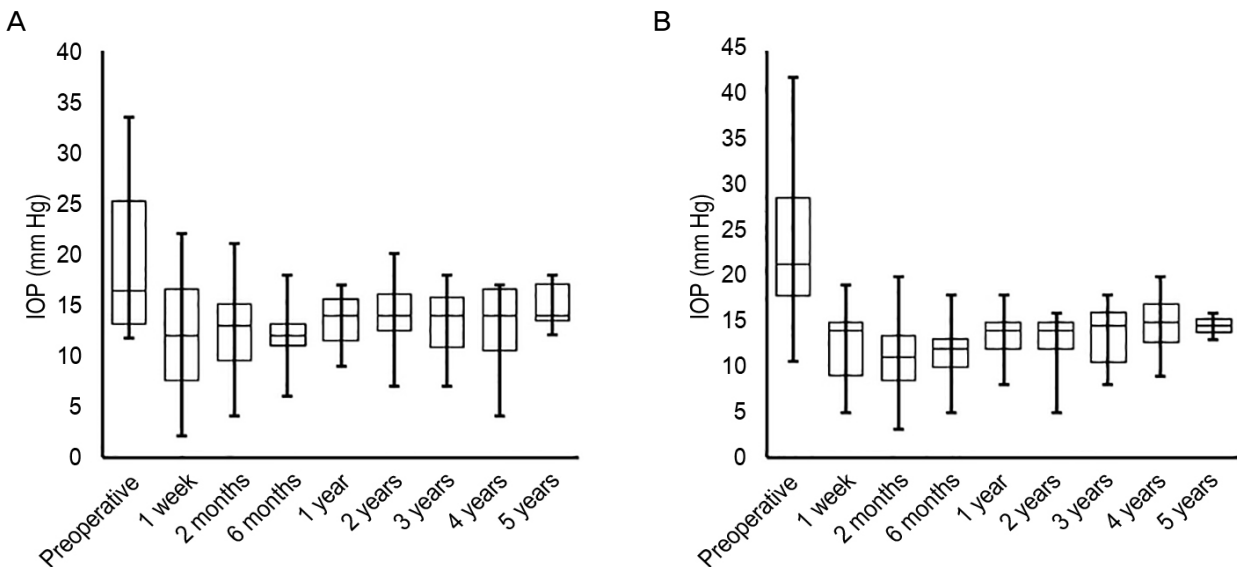 A
IOP (mm Hg)
40
35
30
25
20
15
10
5
0
Preoperative
1 week
2 months
6 months
1 year
2 years
3 years
4 years
5 years
B
IOP (mm Hg)
45
40
35
30
25
20
15
10
5
0
Preoperative
1 week
2 months
6 months
1 year
2 years
3 years
4 years
5 years